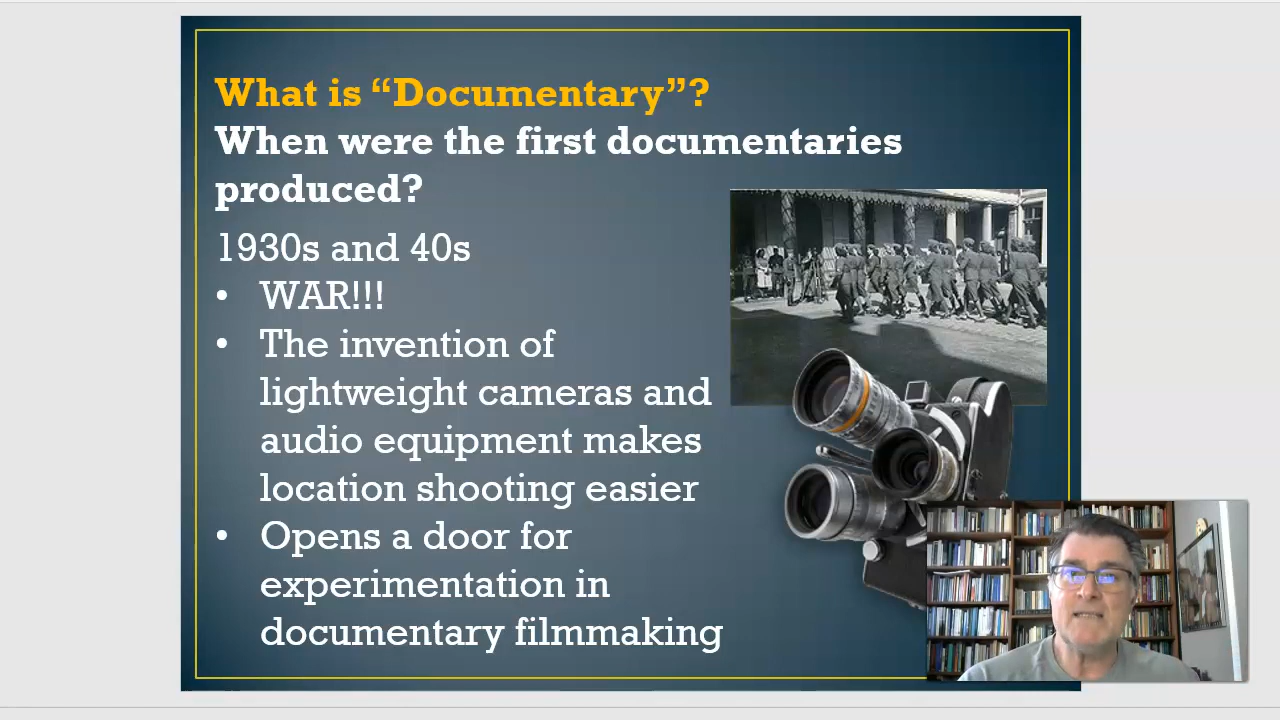 What is “Documentary”?
When were the first documentaries
produced?
1930s and 40s
• WAR!!!
• The invention of
lightweight cameras and
audio equipment makes
location shooting easier
• Opens a door for
experimentation in
documentary filmmaking